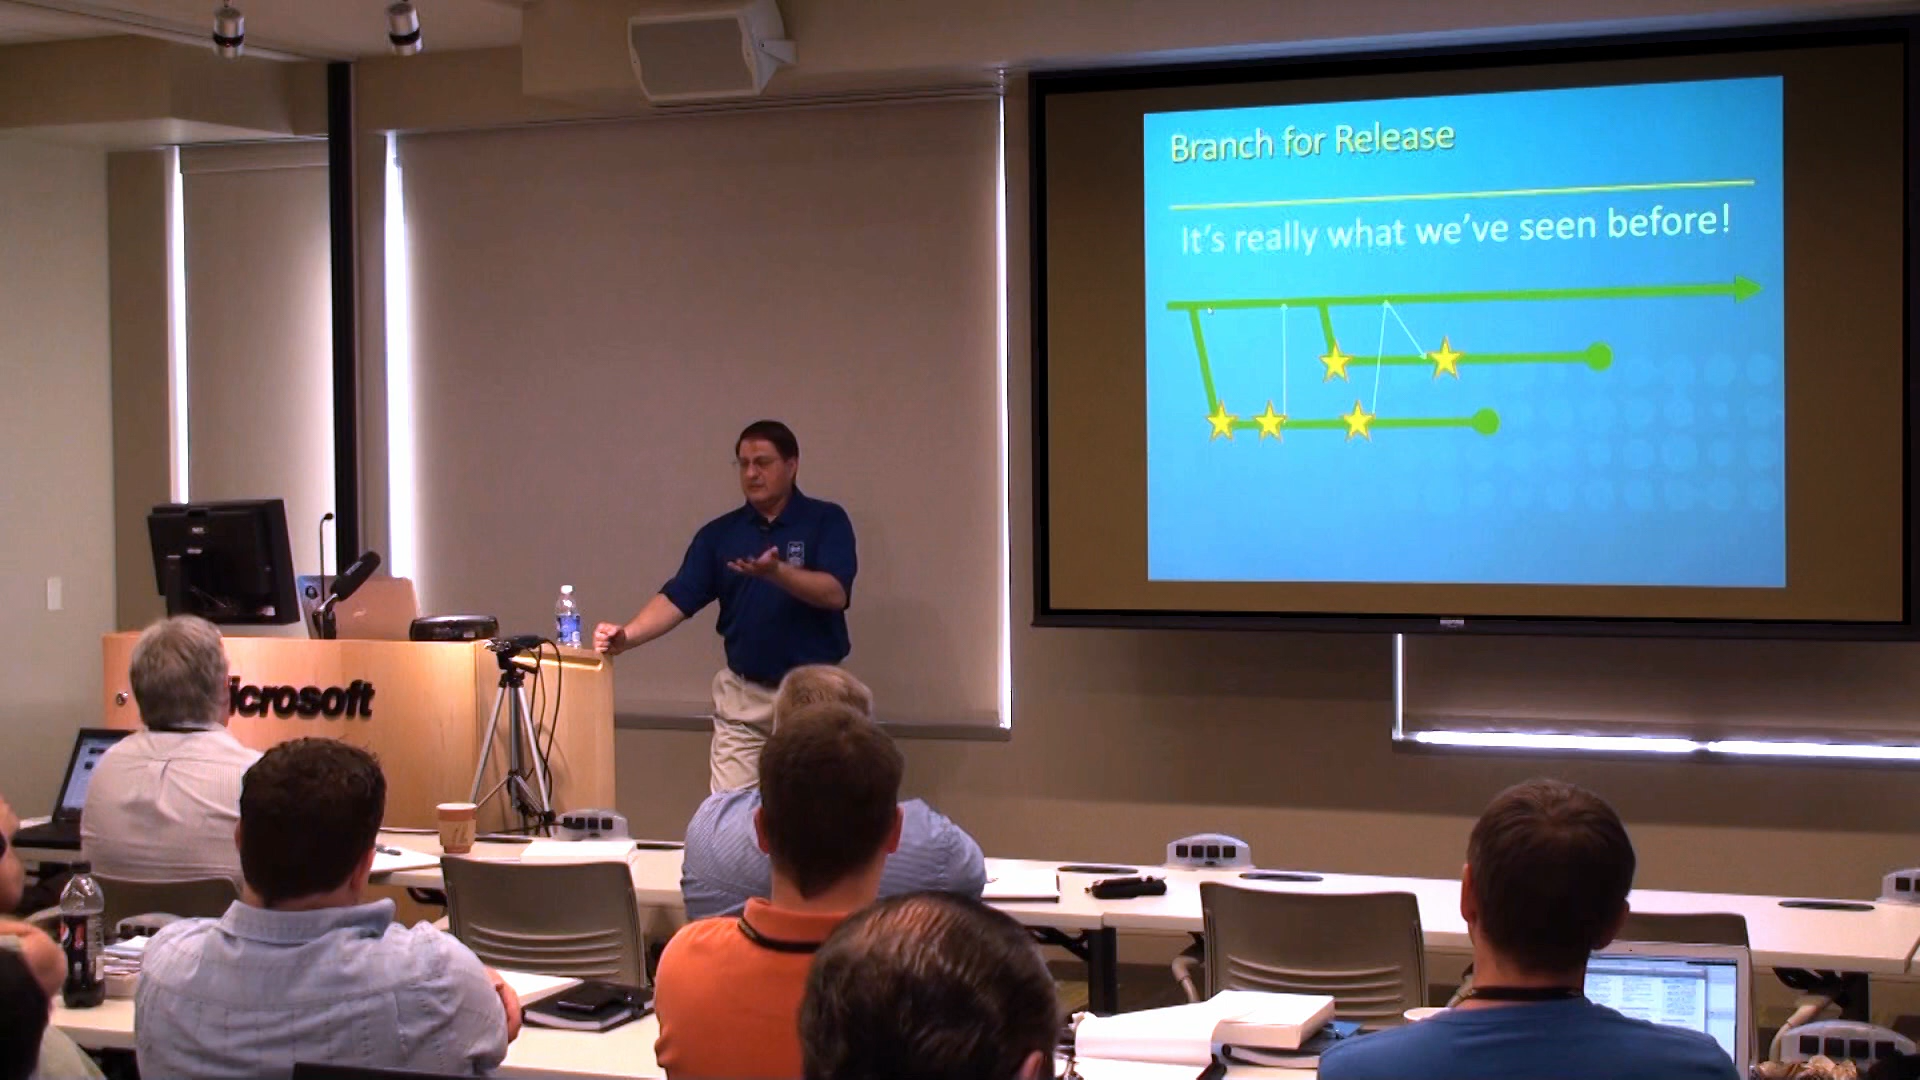 Branch for Release
It's really what we've seen before!
icrosoft